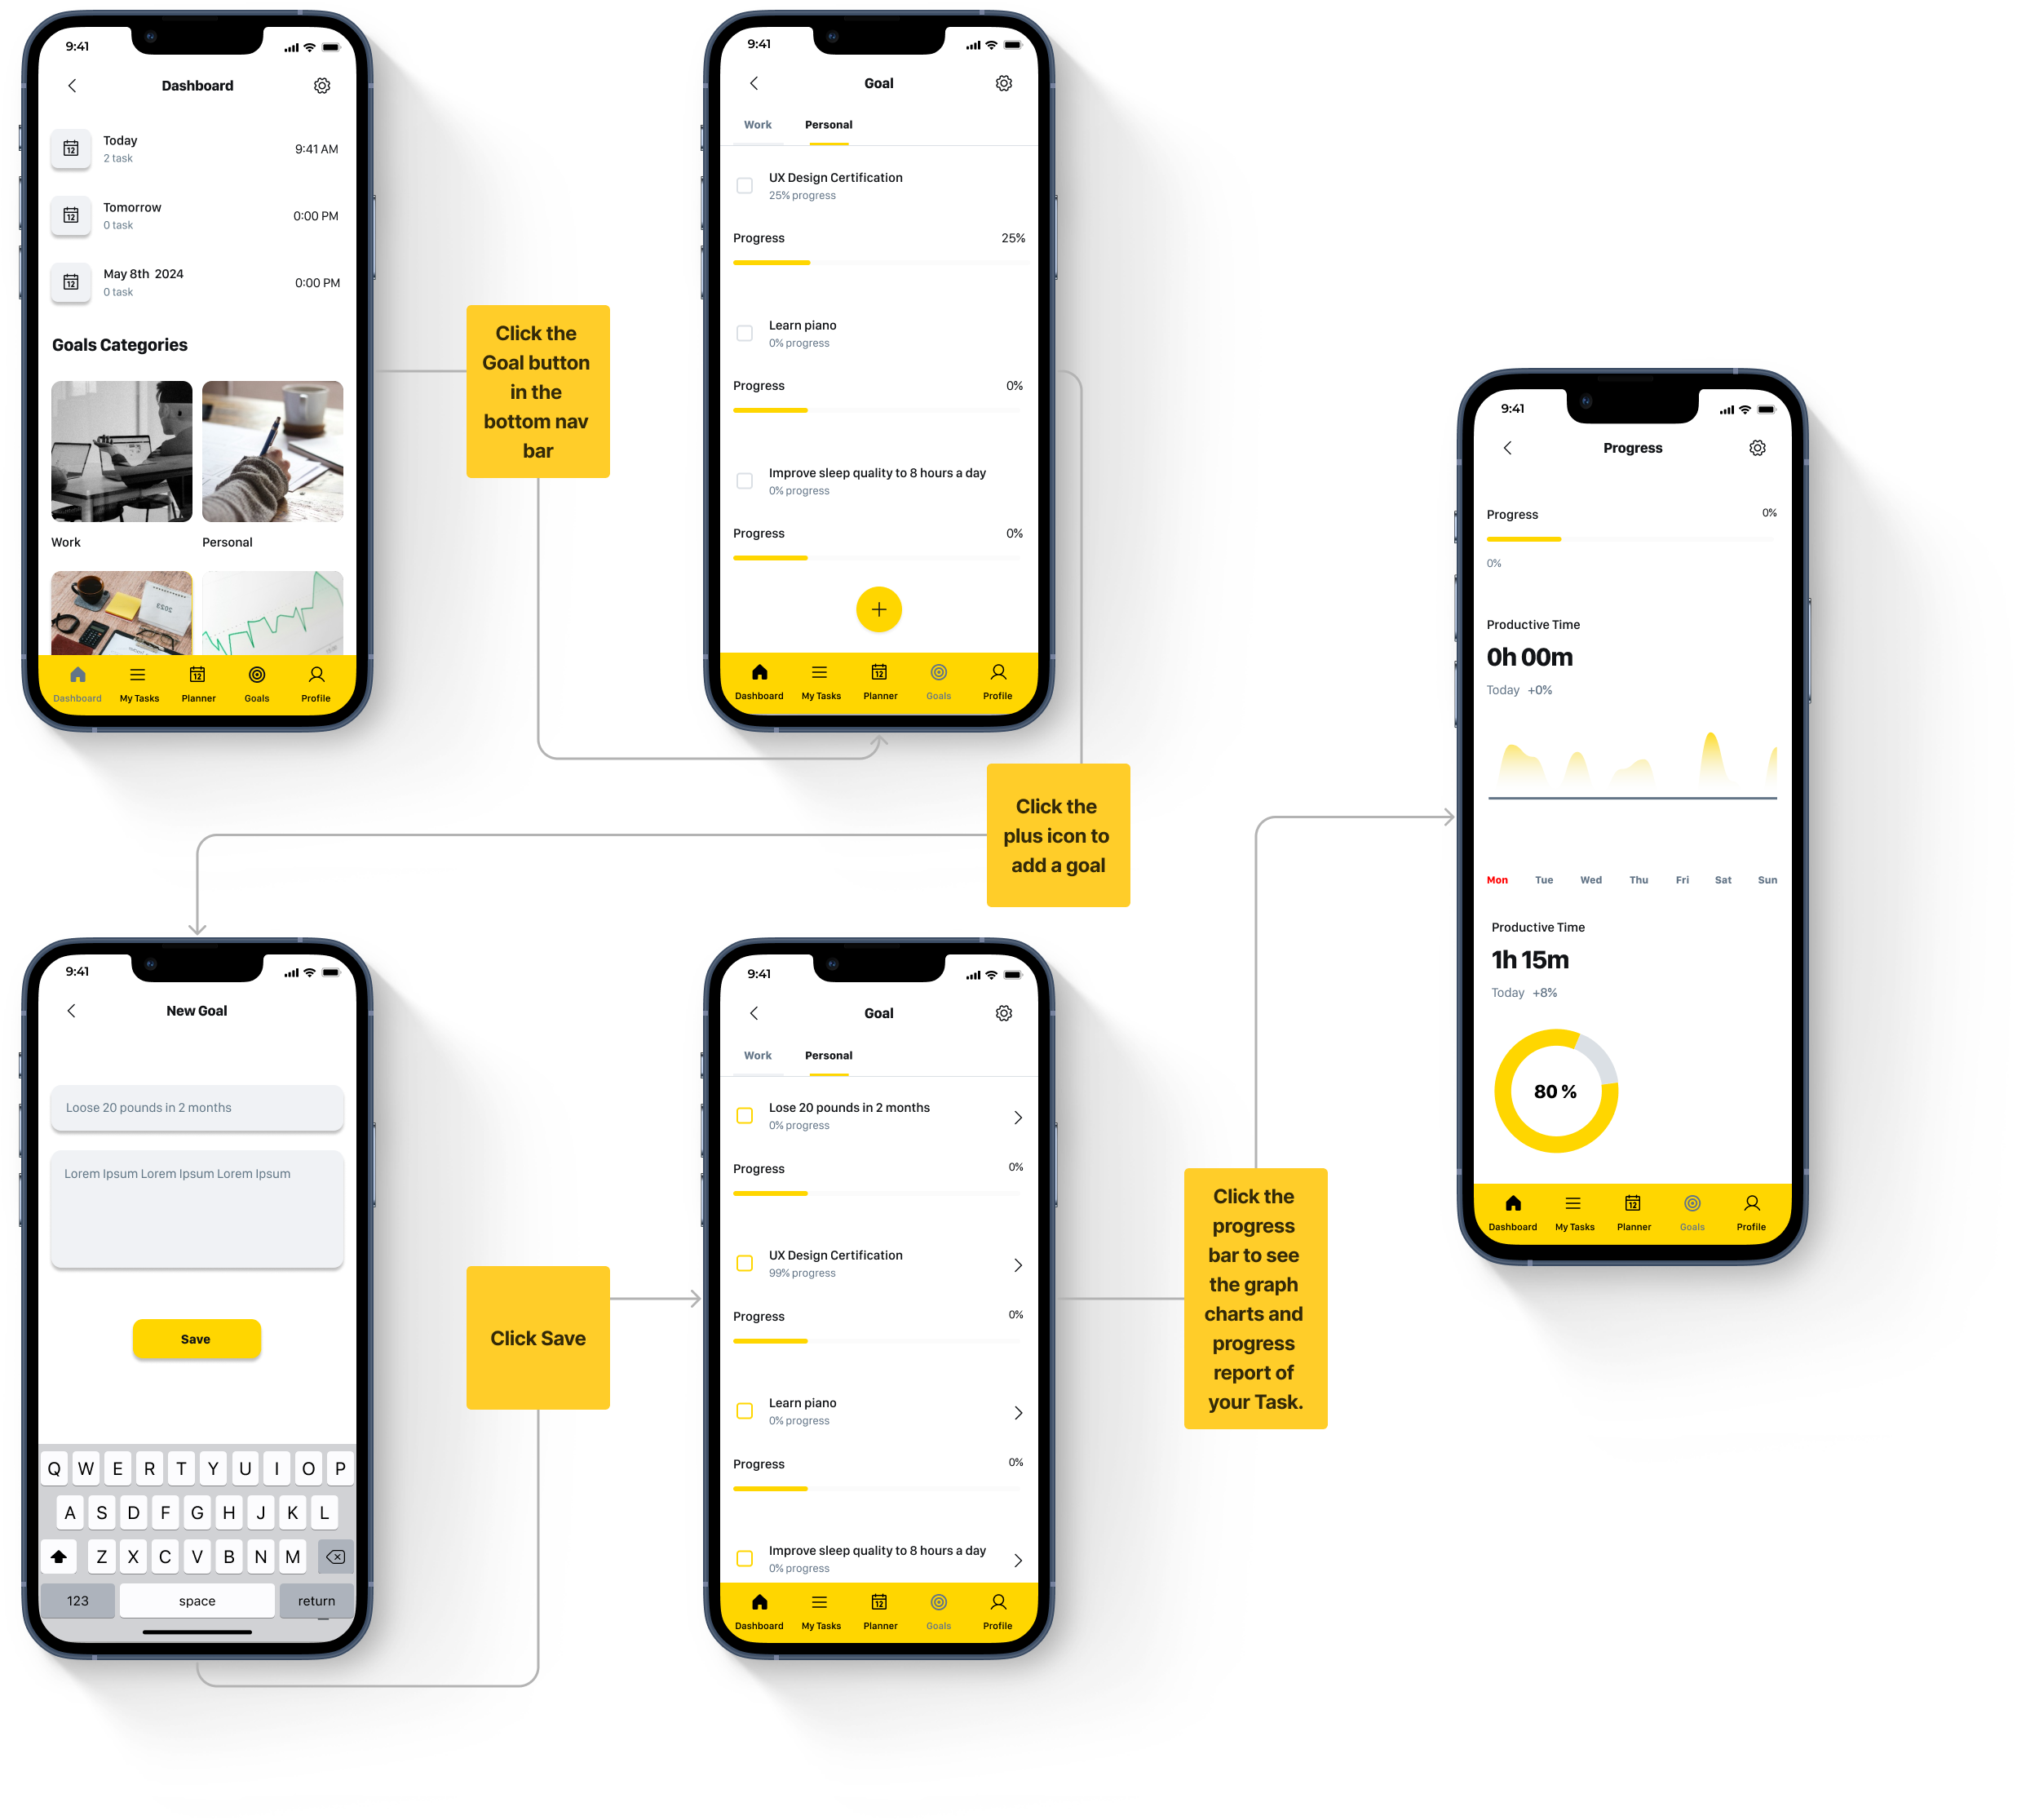 9:41
Dashboard
Today
2 task
9:41 AM
Tomorrow
0 task
0:00 PM
May 8th 2024
0 task
0:00 PM
Goals Categories
Work
Personal
Dashboard
My Tasks
Planner
Goals
Profile
Click the
Goal button
in the
bottom nav
bar
9:41
Goal
Work
Personal
UX Design Certification
25% progress
Progress
25%
Learn piano
0% progress
Progress
0%
Improve sleep quality to 8 hours a day
0% progress
Progress
0%
Dashboard
My Tasks
Planner
Goals
Profile
Click the
plus icon to
add a goal
9:41
New Goal
Loose 20 pounds in 2 months
Lorem Ipsum Lorem Ipsum Lorem Ipsum
Save
Q W E R T Y U I O P
A S D F G H J K L
Z X C V B N M
123
space
return
Click Save
9:41
Goal
Work
Personal
Lose 20 pounds in 2 months
0% progress
Progress
0%
UX Design Certification
99% progress
Progress
0%
Learn piano
0% progress
Progress
0%
Improve sleep quality to 8 hours a day
0% progress
Dashboard
My Tasks
Planner
Goals
Profile
Click the
progress
bar to see
the graph
charts and
progress
report of
your Task.
9:41
Progress
Progress
0%
0%
Productive Time
0h 00m
Today +0%
Mon Tue Wed Thu Fri Sat Sun
Productive Time
1h 15m
Today +8%
80 %
Dashboard
My Tasks
Planner
Goals
Profile